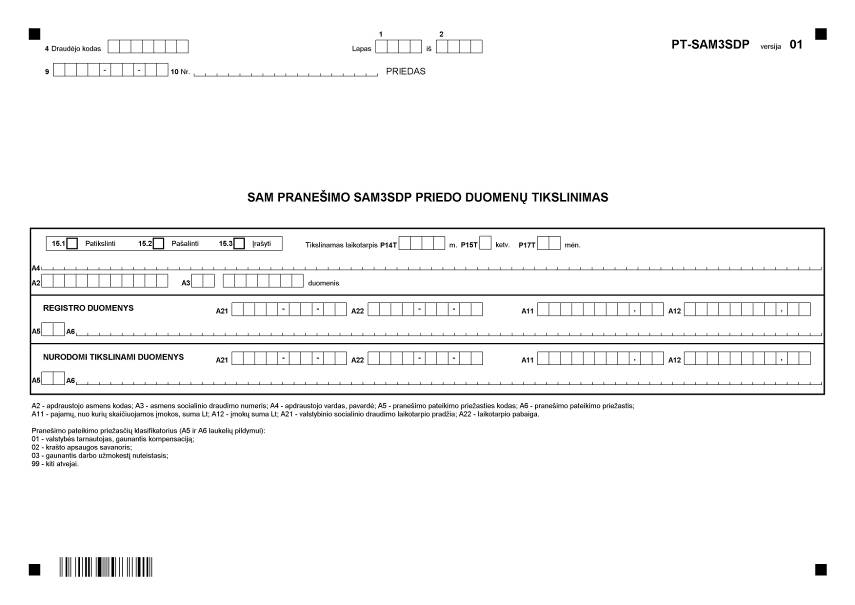 1 2
4 Draudėjo kodas Lapas iš PT-SAM3SDP versija 01
9 - - 10 Nr. PRIEDAS
SAM PRANEŠIMO SAM3SDP PRIEDO DUOMENŲ TIKSLINIMAS
15.1 Patikslinti 15.2 Pašalinti 15.3 Įrašyti Tikslinamas laikotarpis P14T m. P15T ketv. P17T mėn.
A4
A2 A3 duomenis
REGISTRO DUOMENYS A21 - - A22 - - A11 , A12 ,
A5 A6
NURODOMI TIKSLINAMI DUOMENYS A21 - - A22 - - A11 , A12 ,
A5 A6
A2 - apdraustojo asmens kodas; A3 - asmens socialinio draudimo numeris; A4 - apdraustojo vardas, pavardė; A5 - pranešimo pateikimo priežasties kodas; A6 - pranešimo pateikimo priežastis;
A11 - pajamų, nuo kurių skaičiuojamos įmokos, suma Lt; A12 - įmokų suma Lt; A21 - valstybinio socialinio draudimo laikotarpio pradžia; A22 - laikotarpio pabaiga.
Pranešimo pateikimo priežasčių klasifikatorius (A5 ir A6 laukelių pildymui):
01 - valstybės tarnautojas, gaunantis kompensaciją;
02 - krašto apsaugos savanoris;
03 - gaunantis darbo užmokestį nuteistasis;
99 - kiti atvejai.